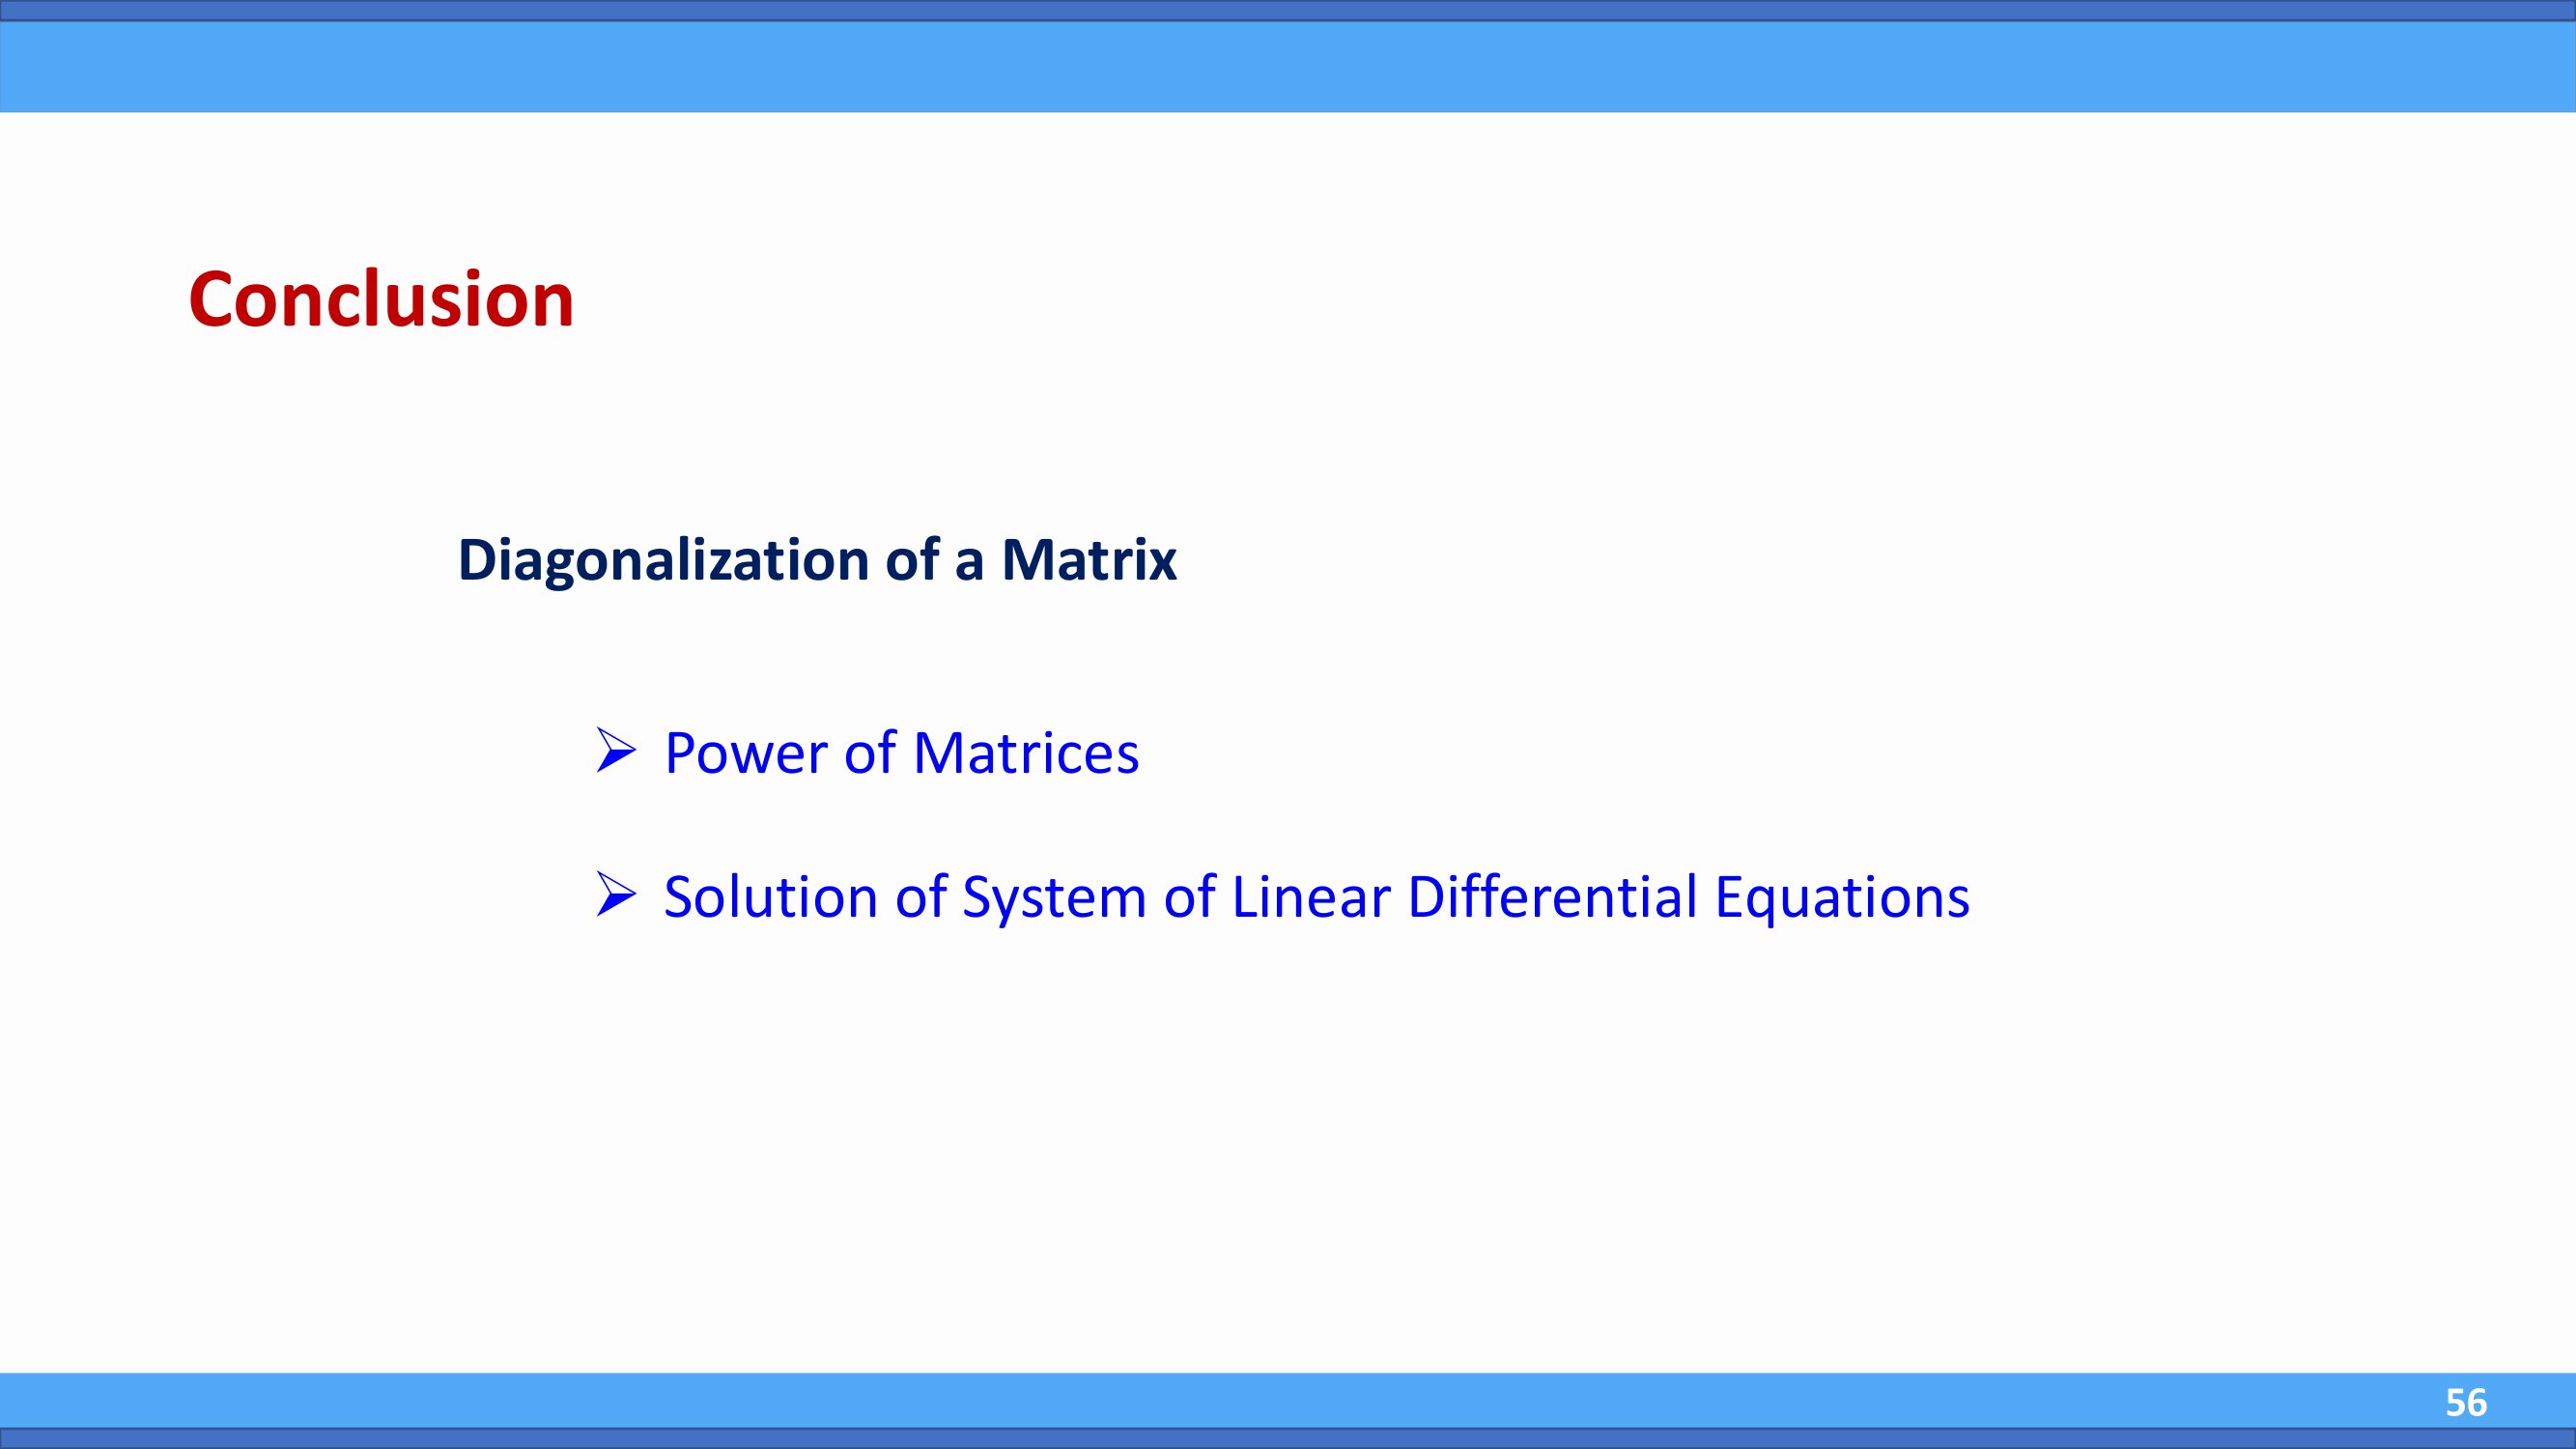 Conclusion
Diagonalization of a Matrix
➢ Power of Matrices
➢ Solution of System of Linear Differential Equations
56